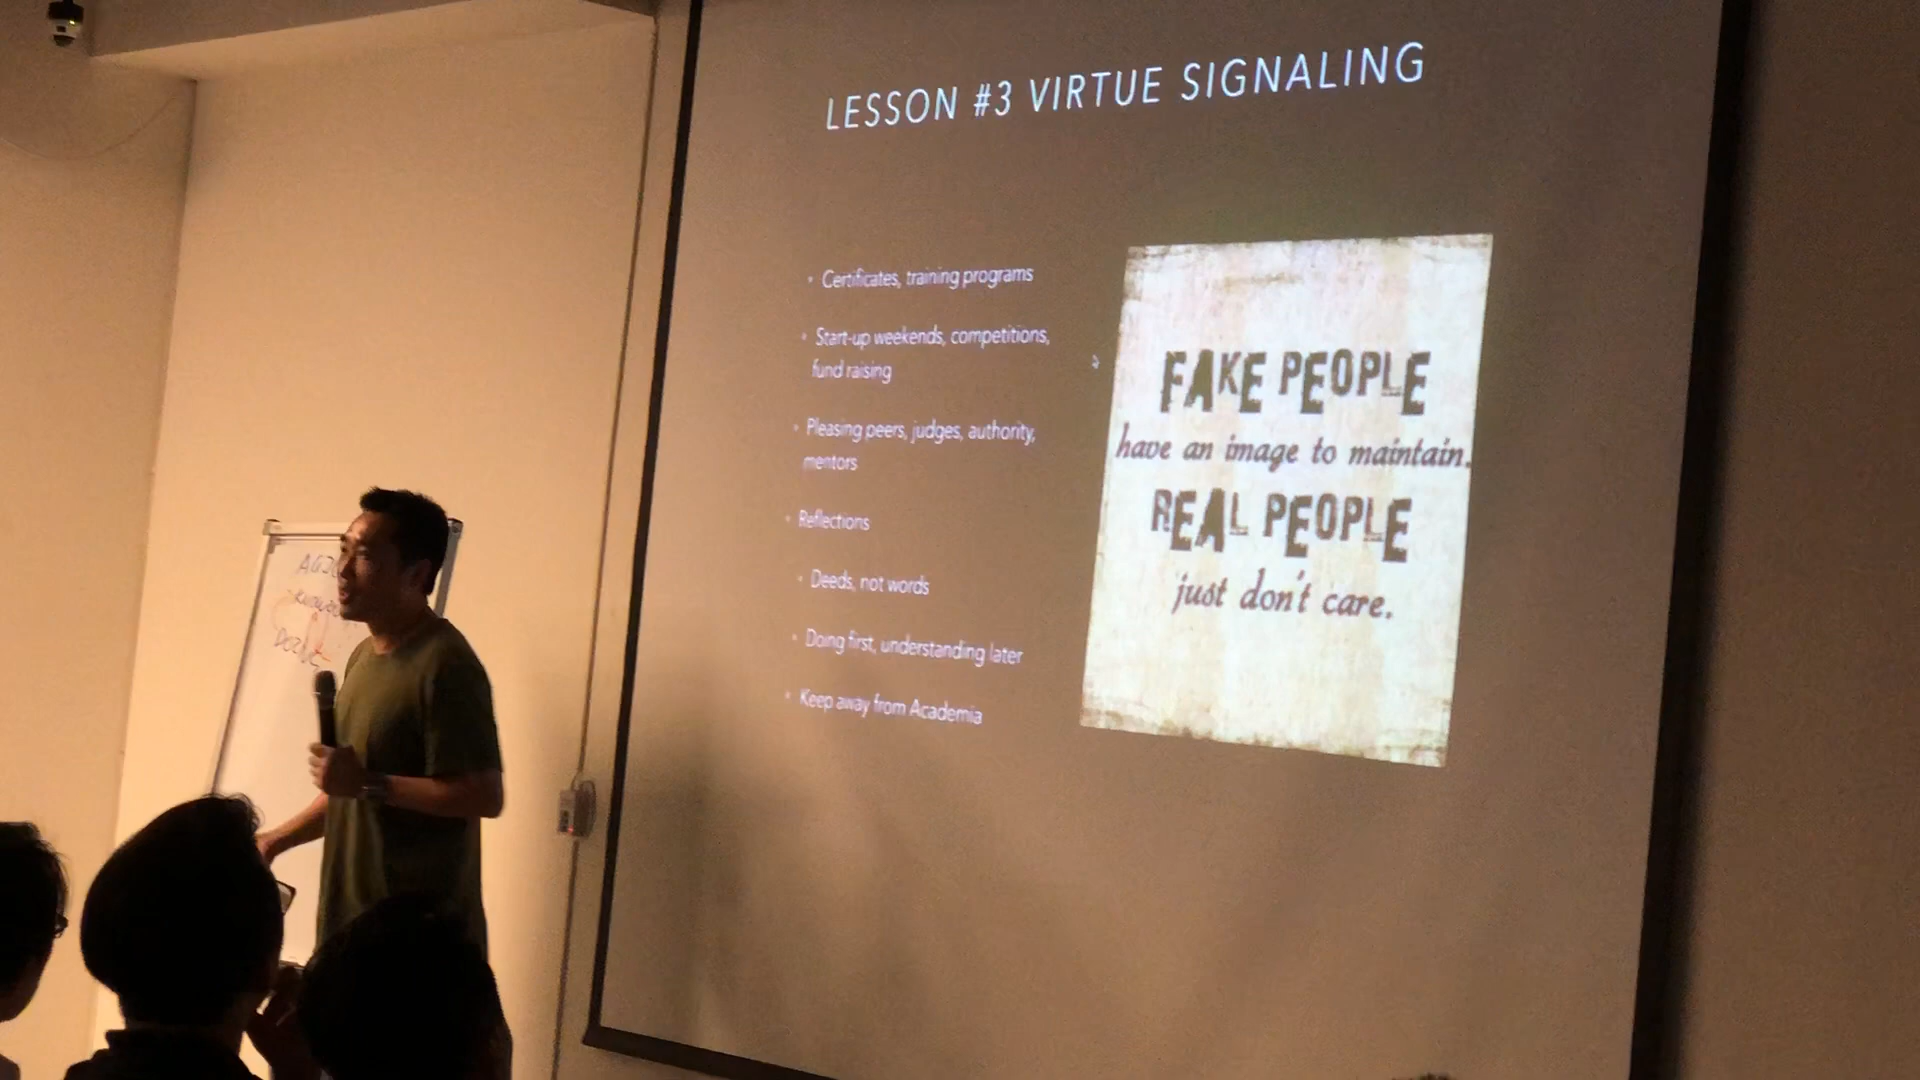 LESSON #3 VIRTUE SIGNALING
Certificates, training programs
Start-up weekends, competitions,
fund raising
Pleasing peers, judges, authority,
mentors
Reflections
Deeds, not words
Doing first, understanding later
Keep away from Academia
FAKE PEOPLE
have an image to maintain.
REAL PEOPLE
just don't care.